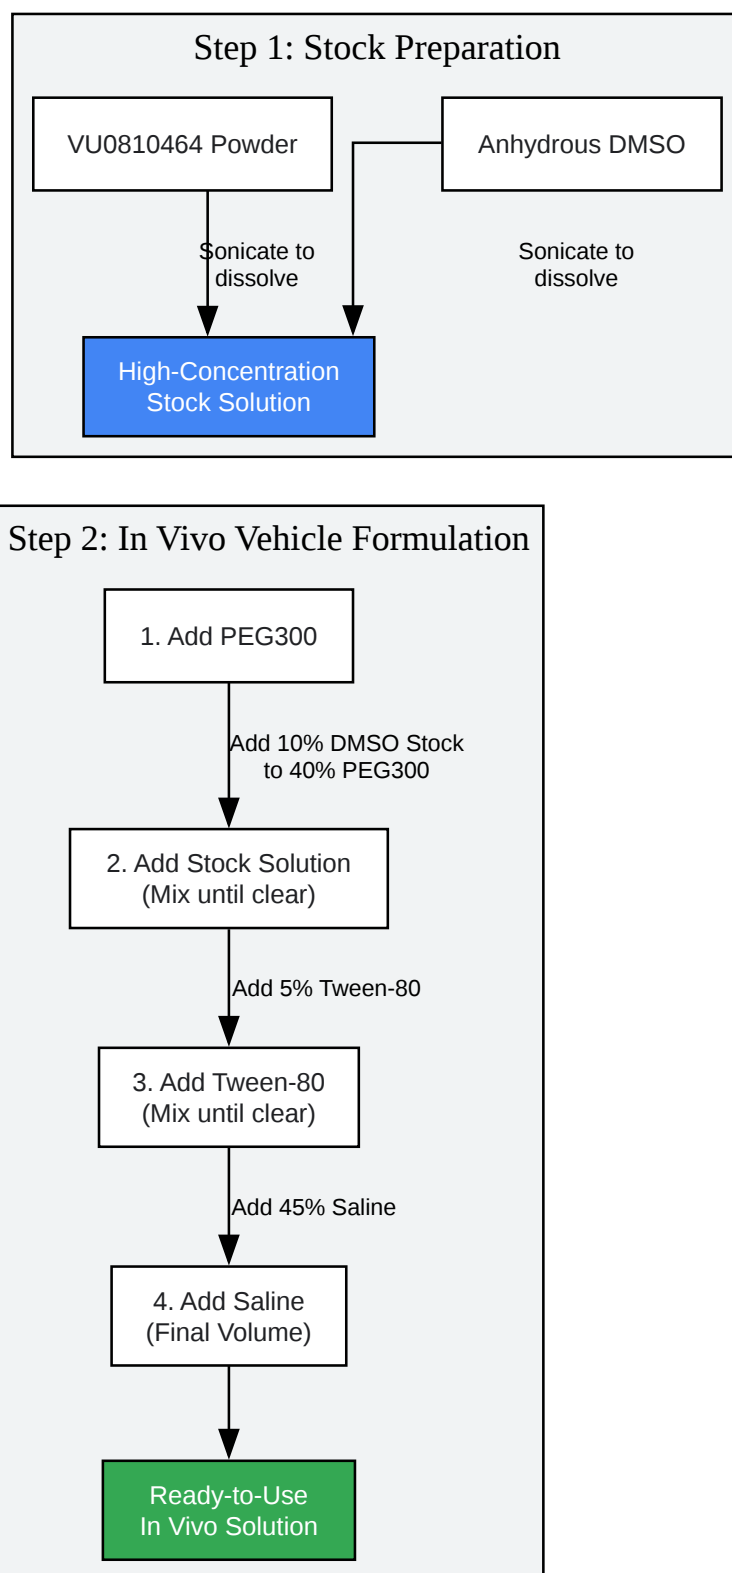 Step 1: Stock Preparation
VU0810464 Powder
Anhydrous DMSO
Sonicate to
dissolve
Sonicate to
dissolve
High-Concentration
Stock Solution
Step 2: In Vivo Vehicle Formulation
1. Add PEG300
Add 10% DMSO Stock
to 40% PEG300
2. Add Stock Solution
(Mix until clear)
Add 5% Tween-80
3. Add Tween-80
(Mix until clear)
Add 45% Saline
4. Add Saline
(Final Volume)
Ready-to-Use
In Vivo Solution